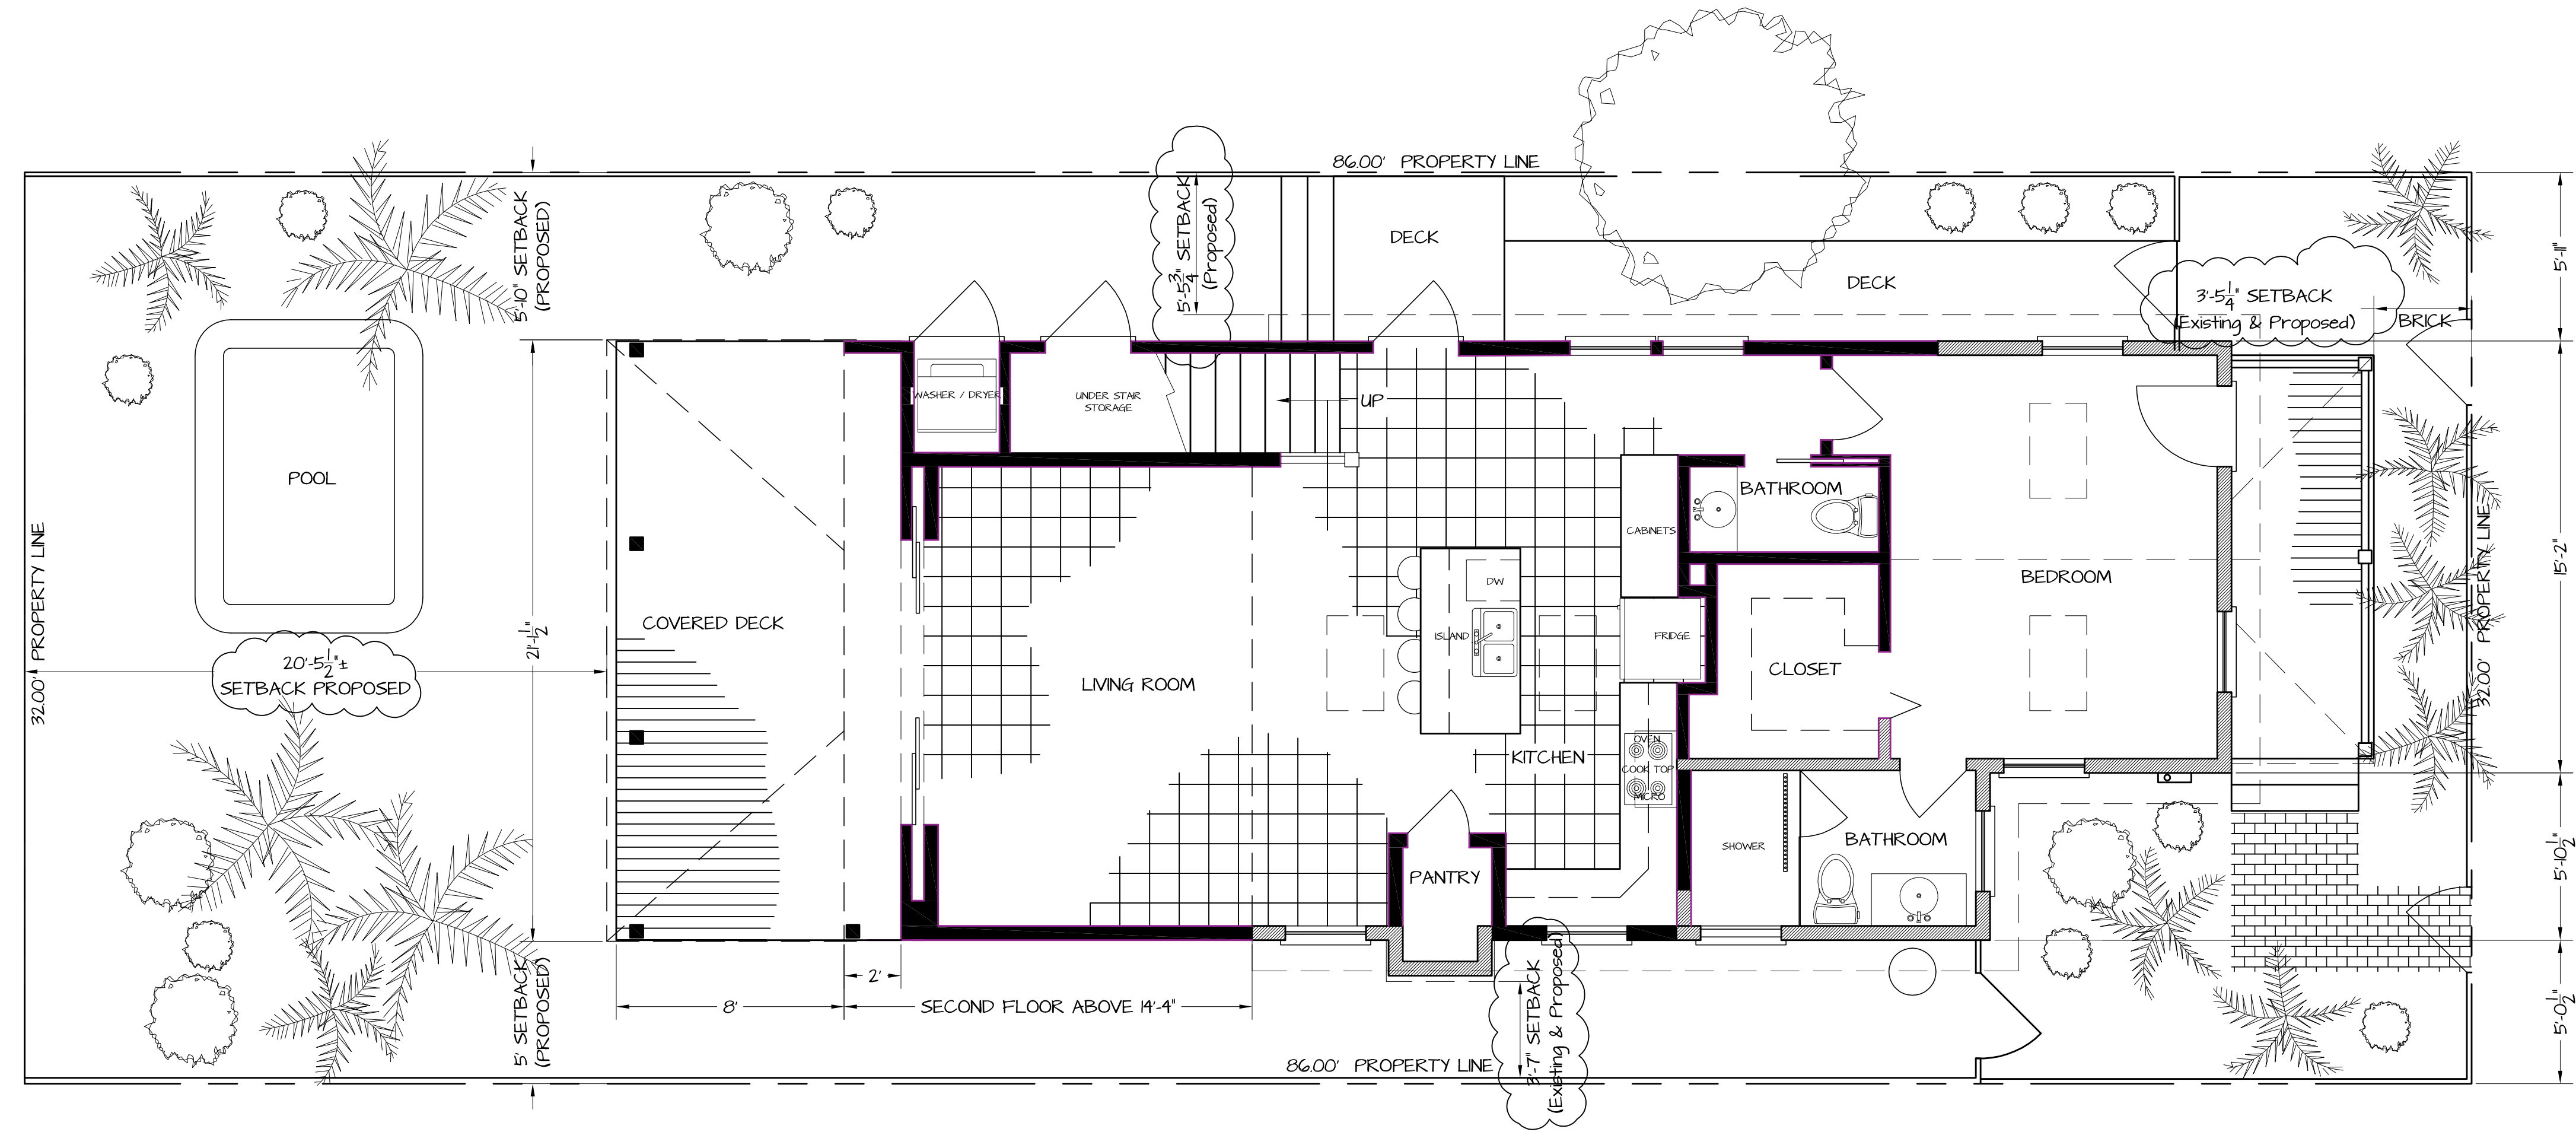 86.00' PROPERTY LINE
5'-10" SETBACK
(PROPOSED)
5'-5 3/4" SETBACK
(Proposed)
DECK
DECK
3'-5 1/4" SETBACK
(Existing & Proposed)
BRICK
5'-11"
WASHER / DRYER
UNDER STAIR
STORAGE
UP
POOL
BATHROOM
CABINETS
BEDROOM
15'-2"
32.00' PROPERTY LINE
32.00' PROPERTY LINE
COVERED DECK
21'-1 1/2"
DW
ISLAND
FRIDGE
20'-5 1/2"±
SETBACK PROPOSED
LIVING ROOM
CLOSET
KITCHEN
OVEN
COOK TOP
MICRO
SHOWER
BATHROOM
PANTRY
5'-10 1/2"
2'
8'
SECOND FLOOR ABOVE 14'-4"
5' SETBACK
(PROPOSED)
3'-7" SETBACK
(Existing & Proposed)
5'-0 1/2"
86.00' PROPERTY LINE